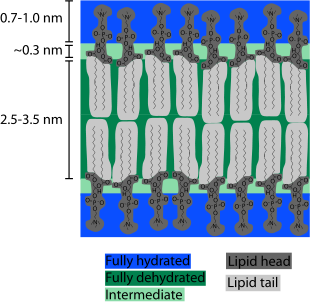 0.7-1.0 nm
~0.3 nm
2.5-3.5 nm
Fully hydrated
Fully dehydrated
Intermediate
Lipid head
Lipid tail